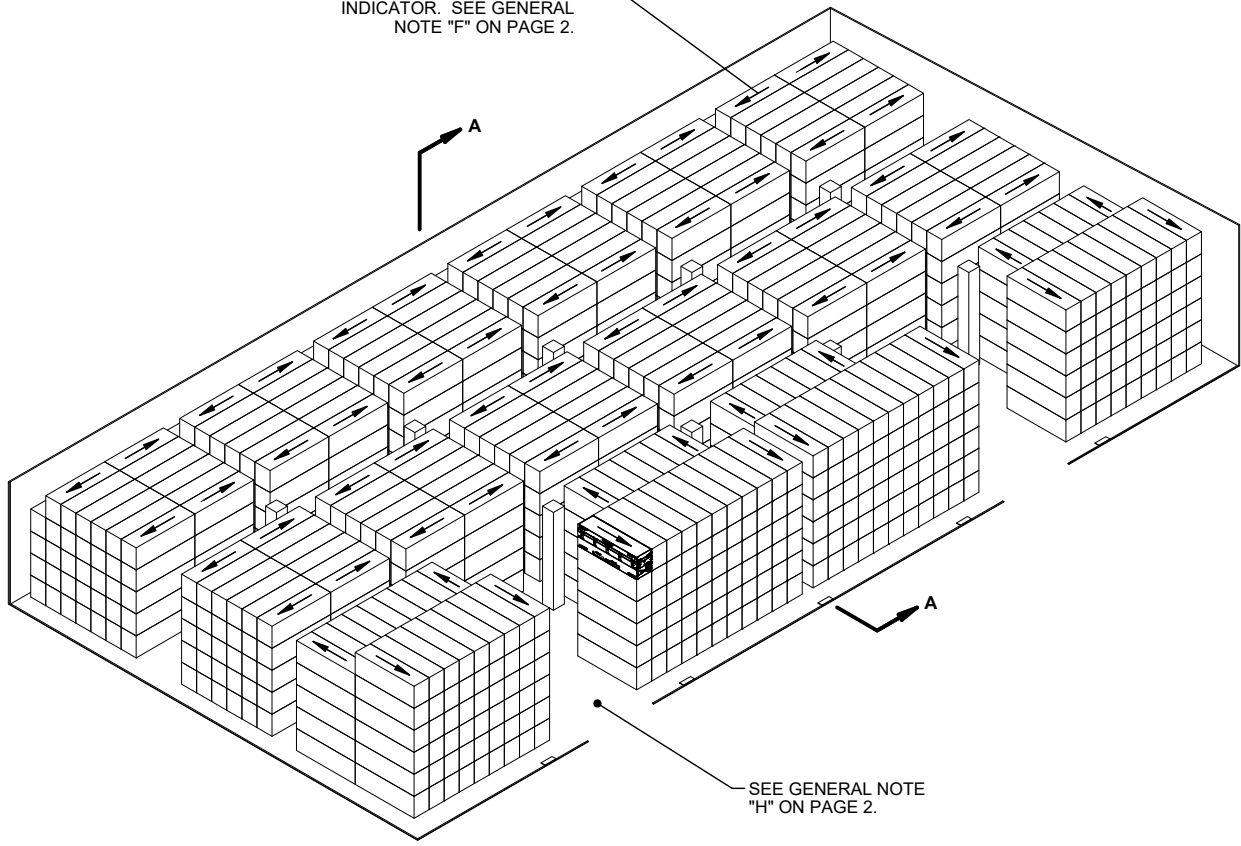 INDICATOR. SEE GENERAL
NOTE "F" ON PAGE 2.
A
A
SEE GENERAL NOTE
"H" ON PAGE 2.